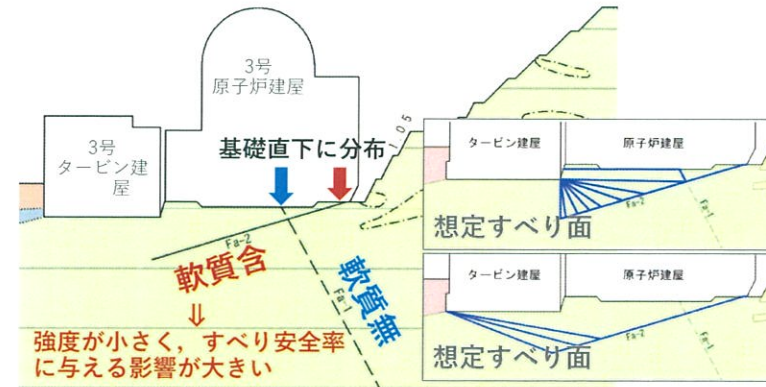 3号
原子炉建屋
3号
タービン建
屋
基礎直下に分布
105
Fa-2
Fa-1
軟質含
軟質無
⇓
強度が小さく，すべり安全率
に与える影響が大きい
タービン建屋
原子炉建屋
Fa-2
Fa-1
想定すべり面
タービン建屋
原子炉建屋
Fa-2
Fa-1
想定すべり面